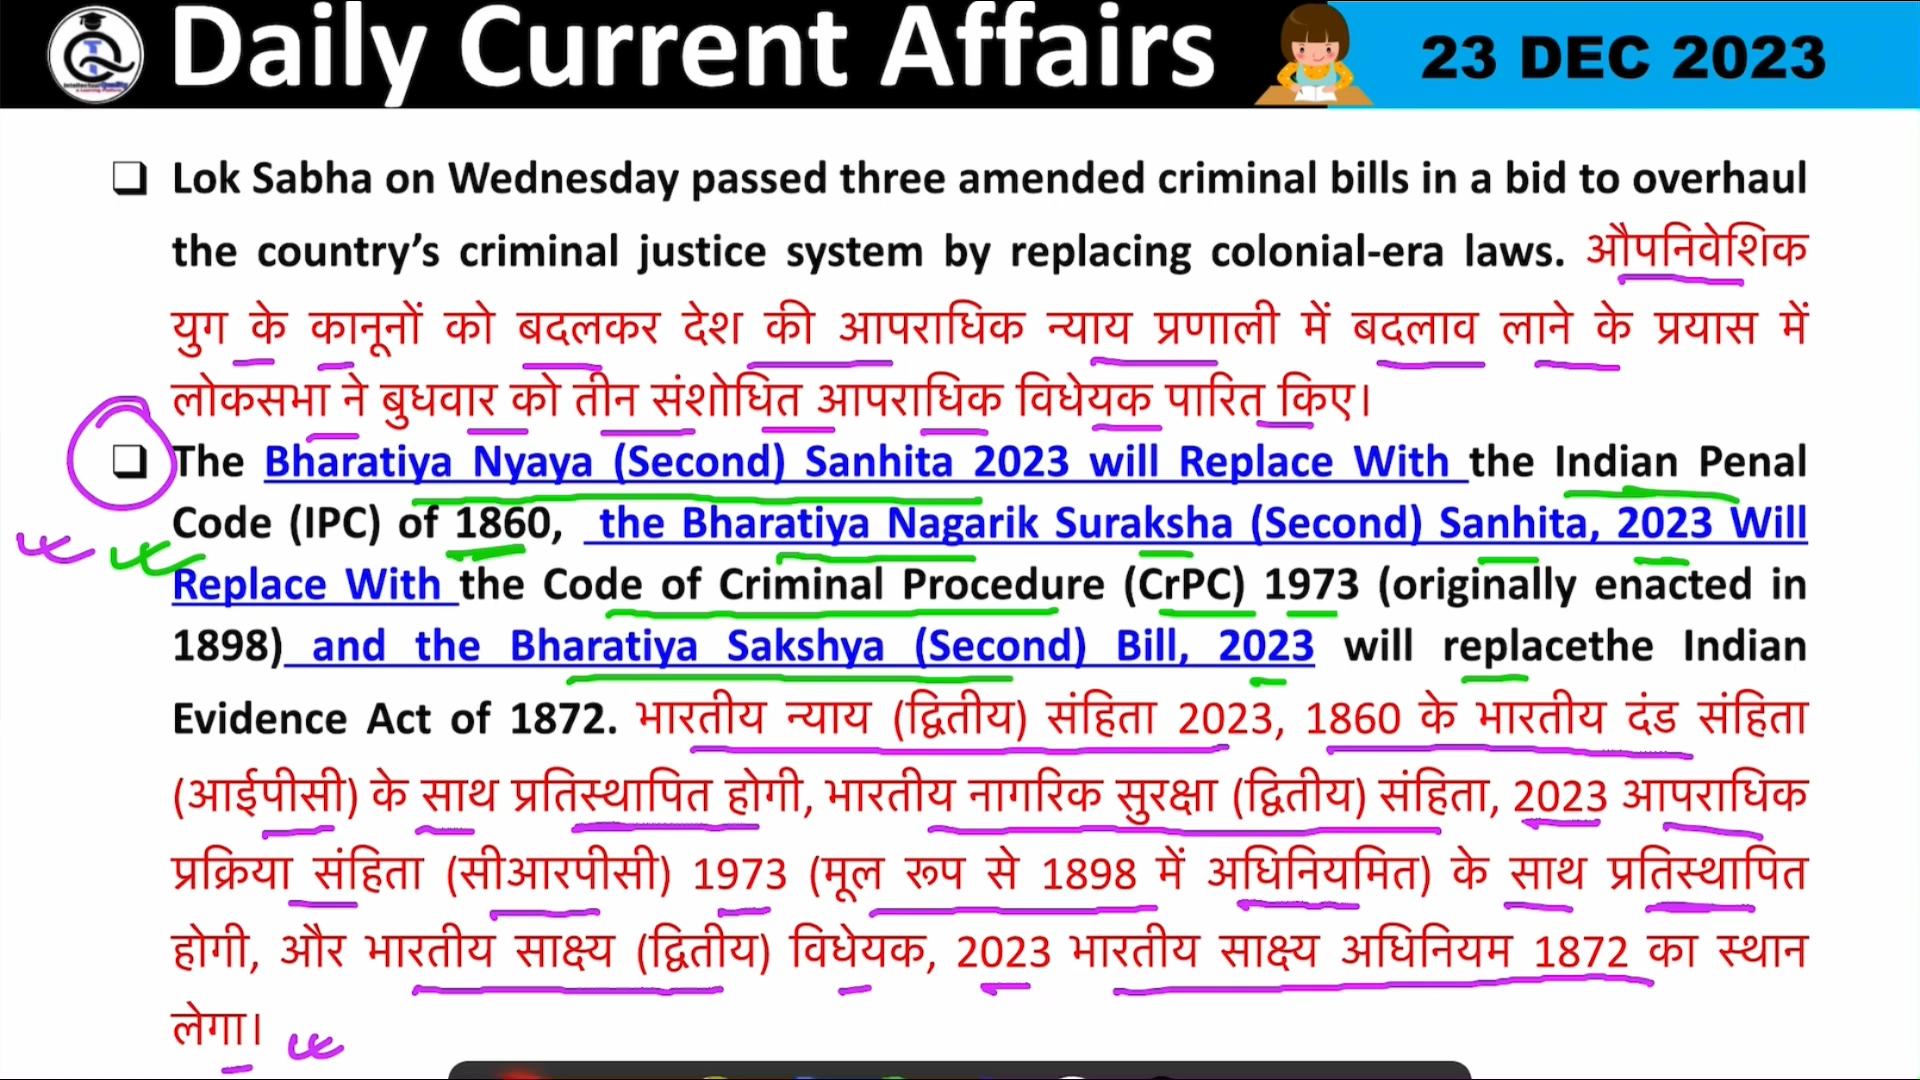 Daily Current Affairs
23 DEC 2023
Lok Sabha on Wednesday passed three amended criminal bills in a bid to overhaul
the country's criminal justice system by replacing colonial-era laws. औपनिवेशिक
युग के कानूनों को बदलकर देश की आपराधिक न्याय प्रणाली में बदलाव लाने के प्रयास में
लोकसभा ने बुधवार को तीन संशोधित आपराधिक विधेयक पारित किए।
The Bharatiya Nyaya (Second) Sanhita 2023 will Replace With the Indian Penal
Code (IPC) of 1860, the Bharatiya Nagarik Suraksha (Second) Sanhita, 2023 Will
Replace With the Code of Criminal Procedure (CrPC) 1973 (originally enacted in
1898) and the Bharatiya Sakshya (Second) Bill, 2023 will replacethe Indian
Evidence Act of 1872. भारतीय न्याय (द्वितीय) संहिता 2023, 1860 के भारतीय दंड संहिता
(आईपीसी) के साथ प्रतिस्थापित होगी, भारतीय नागरिक सुरक्षा (द्वितीय) संहिता, 2023 आपराधिक
प्रक्रिया संहिता (सीआरपीसी) 1973 (मूल रूप से 1898 में अधिनियमित) के साथ प्रतिस्थापित
होगी, और भारतीय साक्ष्य (द्वितीय) विधेयक, 2023 भारतीय साक्ष्य अधिनियम 1872 का स्थान
लेगा।